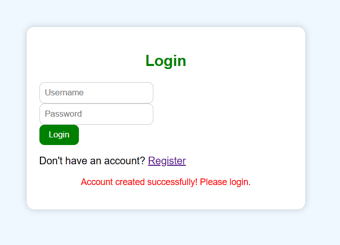 Login
Username
Password
Login
Don't have an account? Register
Account created successfully! Please login.